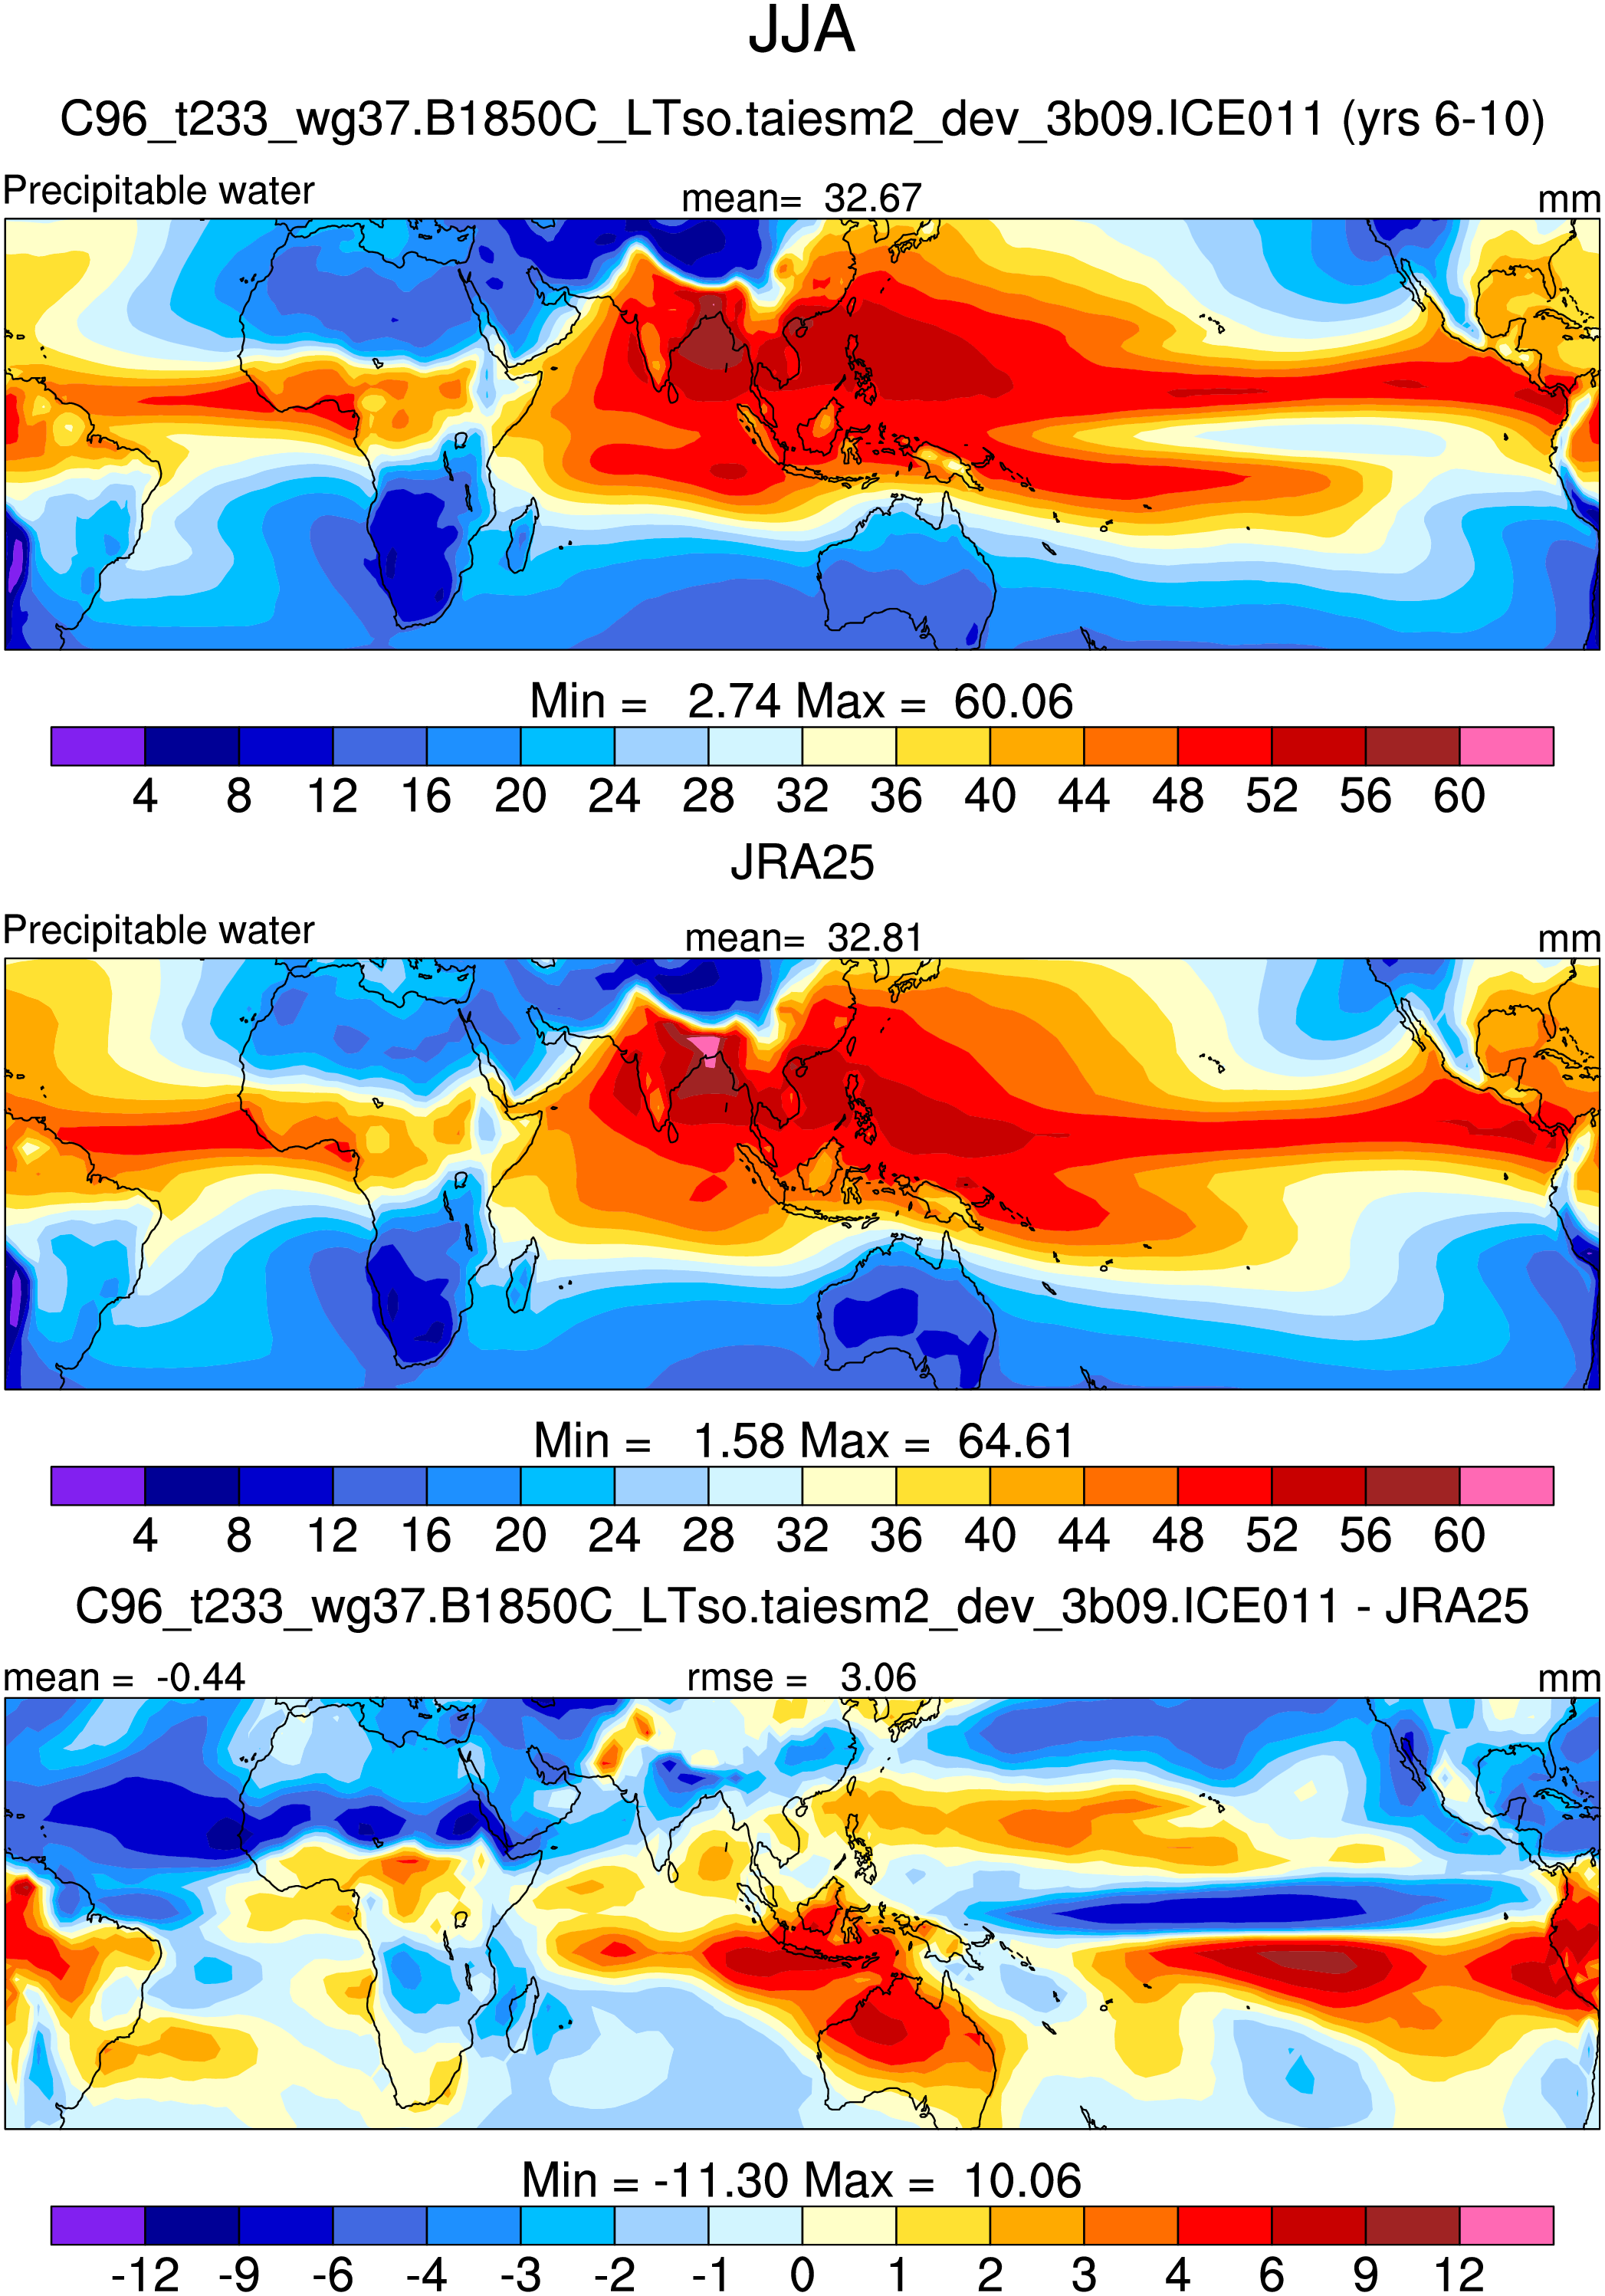 JJA
C96_t233_wg37.B1850C_LTso.taiesm2_dev_3b09.ICE011 (yrs 6-10)
Precipitable water mean= 32.67 mm
Min = 2.74 Max = 60.06
4 8 12 16 20 24 28 32 36 40 44 48 52 56 60
JRA25
Precipitable water mean= 32.81 mm
Min = 1.58 Max = 64.61
4 8 12 16 20 24 28 32 36 40 44 48 52 56 60
C96_t233_wg37.B1850C_LTso.taiesm2_dev_3b09.ICE011 - JRA25
mean = -0.44 rmse = 3.06 mm
Min = -11.30 Max = 10.06
-12 -9 -6 -4 -3 -2 -1 0 1 2 3 4 6 9 12